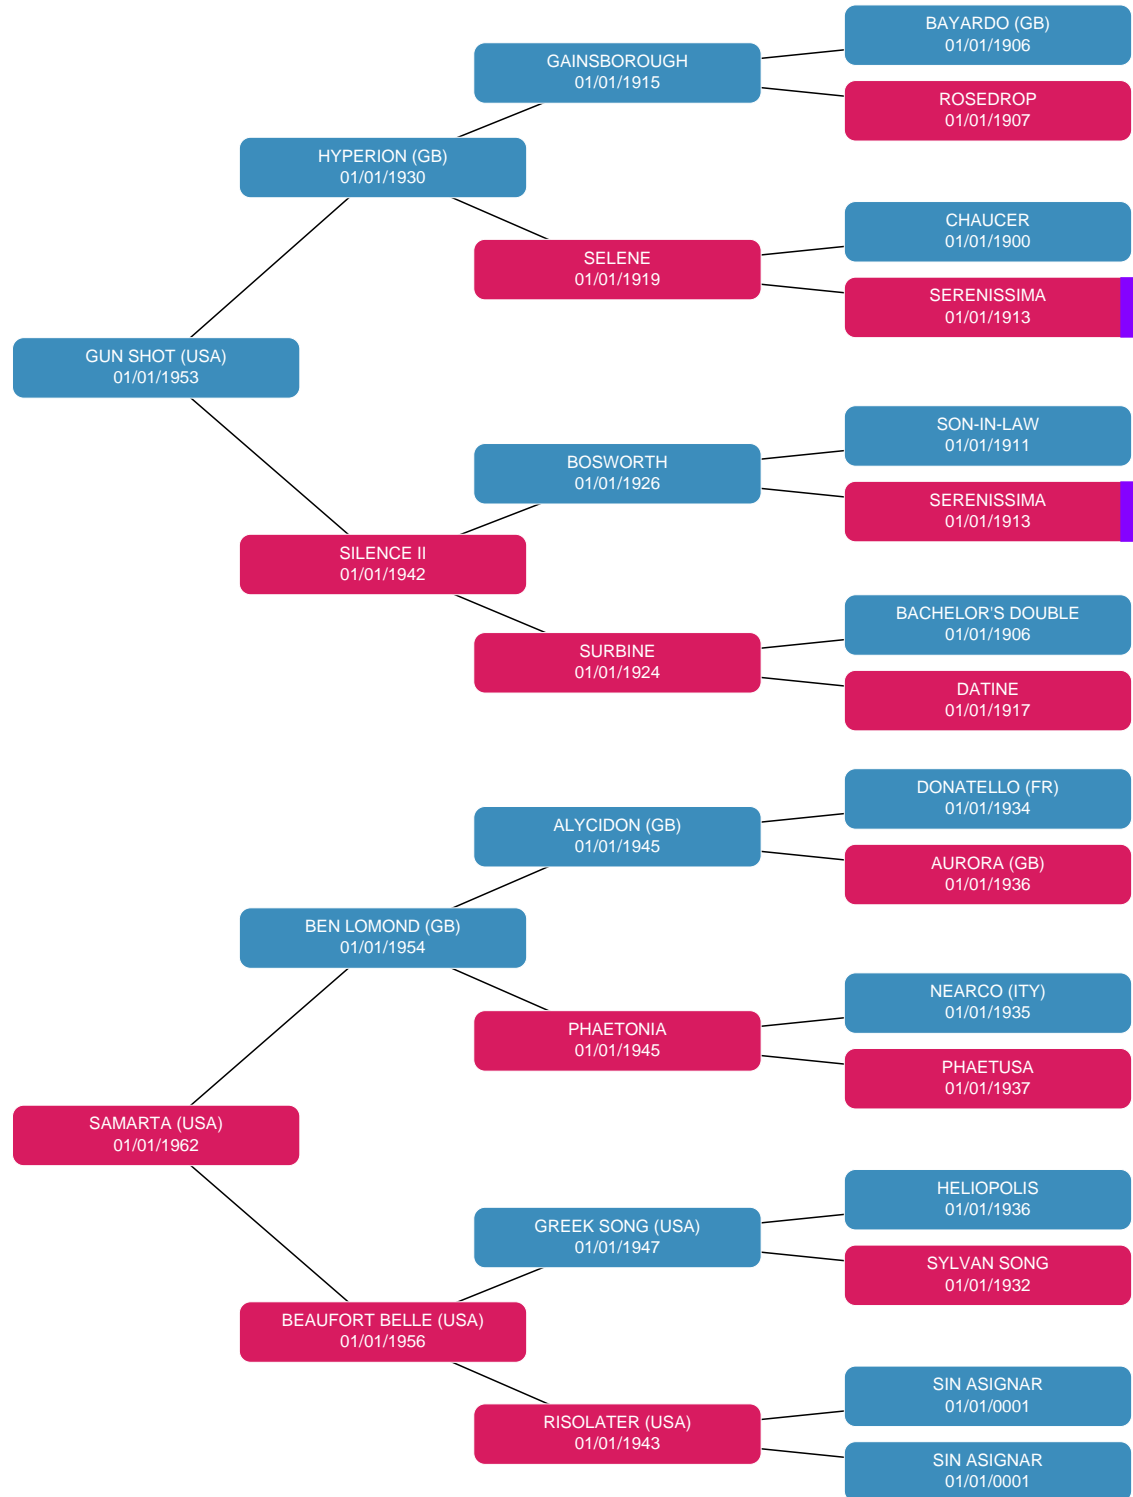 BAYARDO (GB)
01/01/1906
GAINSBOROUGH
01/01/1915
ROSEDROP
01/01/1907
HYPERION (GB)
01/01/1930
CHAUCER
01/01/1900
SELENE
01/01/1919
SERENISSIMA
01/01/1913
GUN SHOT (USA)
01/01/1953
SON-IN-LAW
01/01/1911
BOSWORTH
01/01/1926
SERENISSIMA
01/01/1913
SILENCE II
01/01/1942
BACHELOR'S DOUBLE
01/01/1906
SURBINE
01/01/1924
DATINE
01/01/1917
DONATELLO (FR)
01/01/1934
ALYCIDON (GB)
01/01/1945
AURORA (GB)
01/01/1936
BEN LOMOND (GB)
01/01/1954
NEARCO (ITY)
01/01/1935
PHAETONIA
01/01/1945
PHAETUSA
01/01/1937
SAMARTA (USA)
01/01/1962
HELIOPOLIS
01/01/1936
GREEK SONG (USA)
01/01/1947
SYLVAN SONG
01/01/1932
BEAUFORT BELLE (USA)
01/01/1956
SIN ASIGNAR
01/01/0001
RISOLATER (USA)
01/01/1943
SIN ASIGNAR
01/01/0001